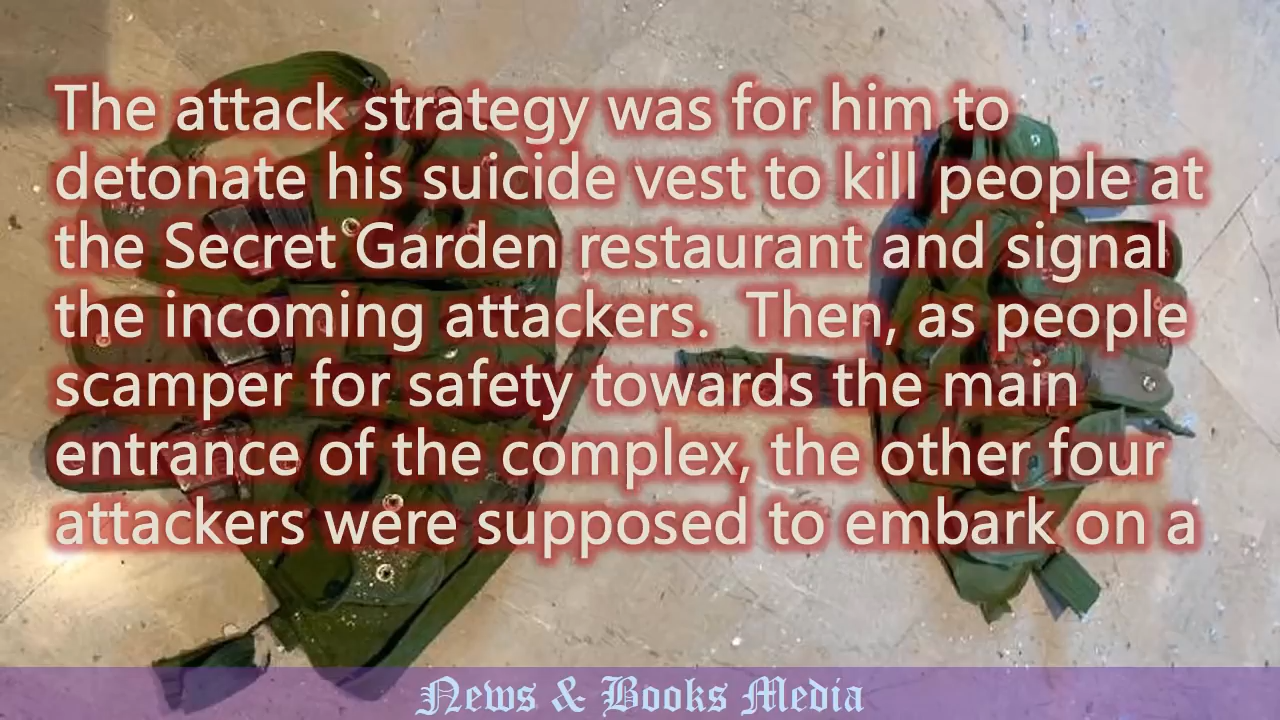 The attack strategy was for him to
detonate his suicide vest to kill people at
the Secret Garden restaurant and signal
the incoming attackers.  Then, as people
scamper for safety towards the main
entrance of the complex, the other four
attackers were supposed to embark on a
News & Books Media